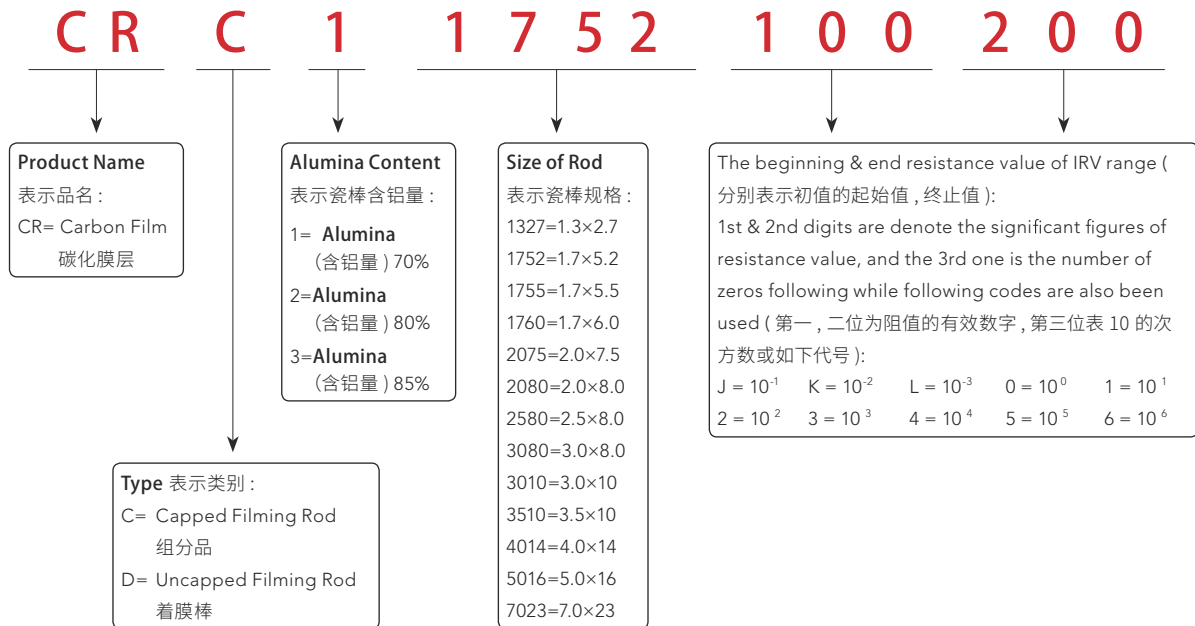 CR C 1 1752 100 200
Product Name
表示品名 :
CR= Carbon Film
碳化膜层
Alumina Content
表示瓷棒含铝量 :
1= Alumina
(含铝量 ) 70%
2=Alumina
(含铝量 ) 80%
3=Alumina
(含铝量 ) 85%
Size of Rod
表示瓷棒规格 :
1327=1.3×2.7
1752=1.7×5.2
1755=1.7×5.5
1760=1.7×6.0
2075=2.0×7.5
2080=2.0×8.0
2580=2.5×8.0
3080=3.0×8.0
3010=3.0×10
3510=3.5×10
4014=4.0×14
5016=5.0×16
7023=7.0×23
The beginning & end resistance value of IRV range (
分别表示初值的起始值 , 终止值 ):
1st & 2nd digits are denote the significant figures of
resistance value, and the 3rd one is the number of
zeros following while following codes are also been
used ( 第一 , 二位为阻值的有效数字 , 第三位表 10 的次
方数或如下代号 ):
J = 10⁻¹ K = 10⁻² L = 10⁻³ 0 = 10⁰ 1 = 10¹
2 = 10² 3 = 10³ 4 = 10⁴ 5 = 10⁵ 6 = 10⁶
Type 表示类别 :
C= Capped Filming Rod
组分品
D= Uncapped Filming Rod
着膜棒